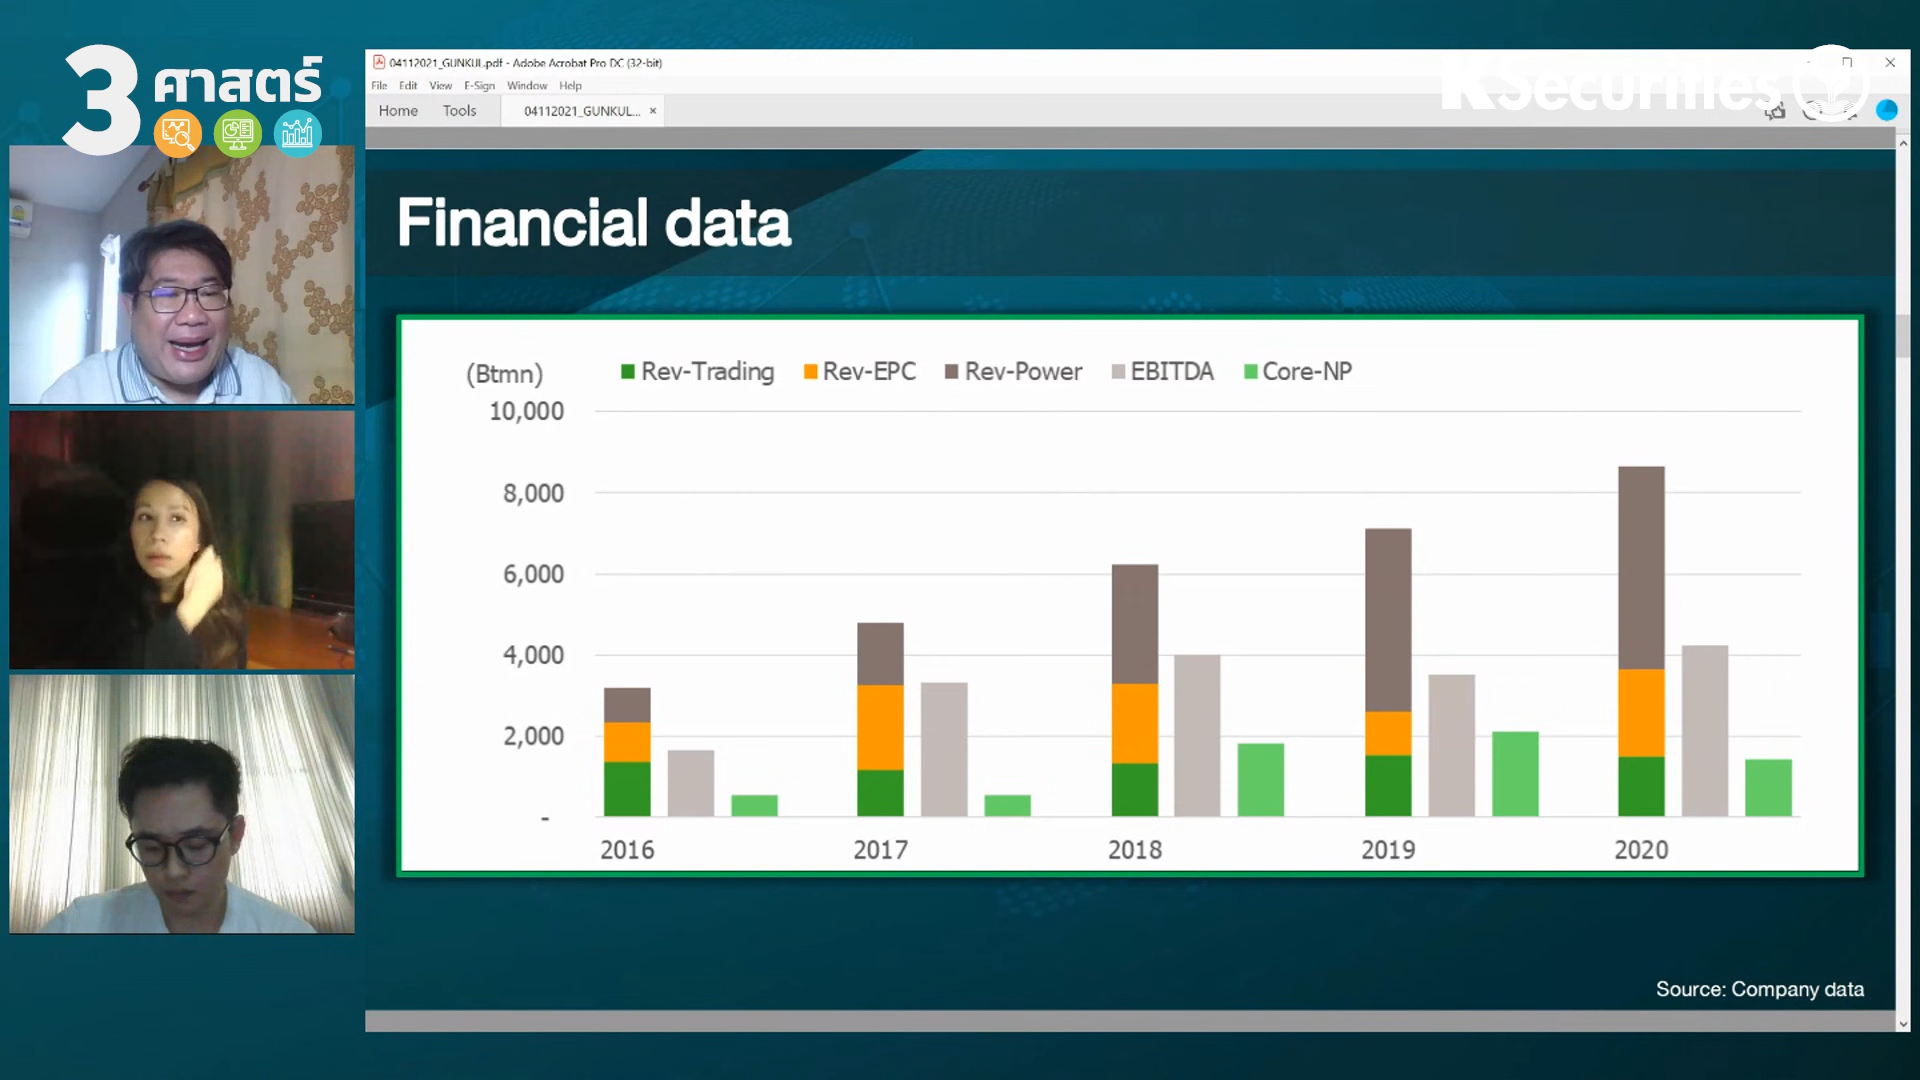 3 ศาสตร์
04112021_GUNKUL.pdf - Adobe Acrobat Pro DC (32-bit)
File Edit View E-Sign Window Help
KSecurities
Home Tools 04112021_GUNKUL... ×
Financial data
(Btmn) Rev-Trading Rev-EPC Rev-Power EBITDA Core-NP
10,000
8,000
6,000
4,000
2,000
-
2016 2017 2018 2019 2020
Source: Company data